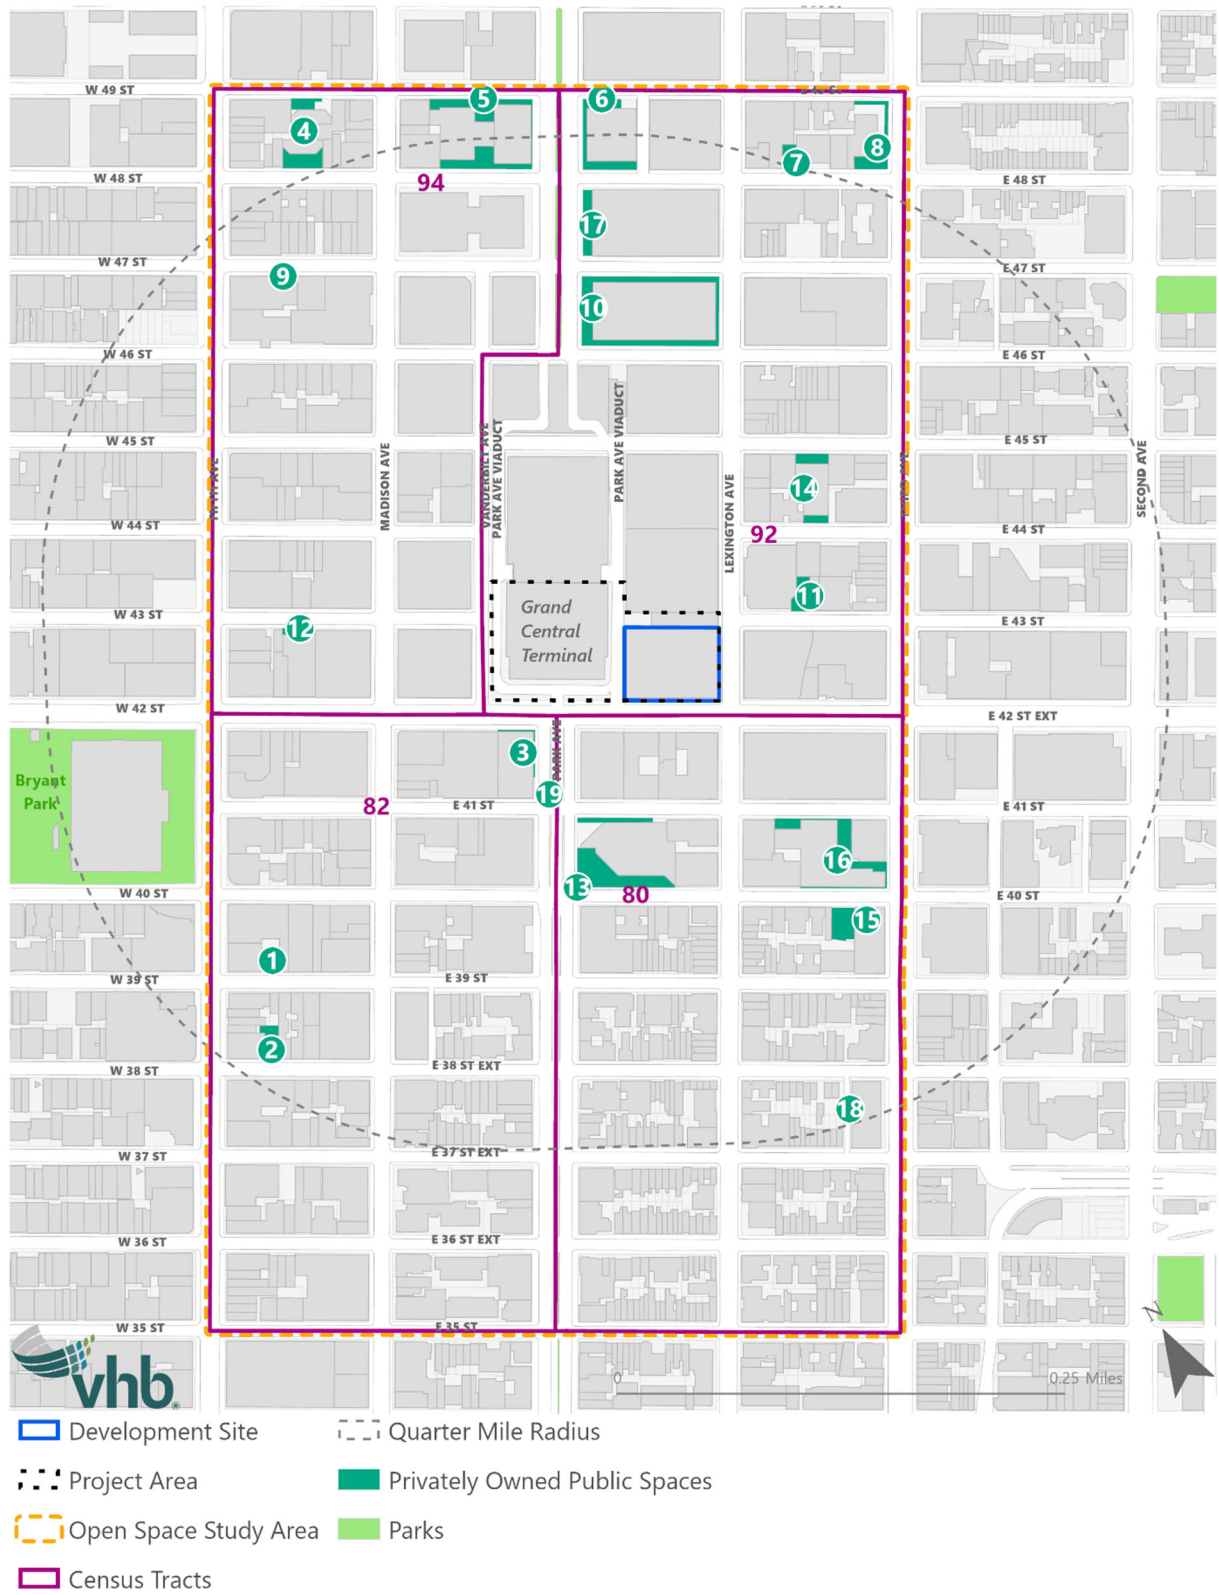 W 49 ST
5
6
4
8
7
W 48 ST
94
E 48 ST
17
W 47 ST
9
E 47 ST
10
W 46 ST
E 46 ST
W 45 ST
MADISON AVE
VANDERBILT AVE
PARK AVE VIADUCT
PARK AVE VIADUCT
E 45 ST
SECOND AVE
LEXINGTON AVE
14
W 44 ST
92
E 44 ST
11
Grand
Central
Terminal
W 43 ST
12
E 43 ST
W 42 ST
E 42 ST EXT
PARK AVE
3
Bryant
Park
19
82
E 41 ST
E 41 ST
16
13
80
W 40 ST
E 40 ST
15
1
W 39 ST
E 39 ST
2
W 38 ST
E 38 ST EXT
18
W 37 ST
E 37 ST EXT
W 36 ST
E 36 ST EXT
N
W 35 ST
E 35 ST
vhb
0
0.25 Miles
Development Site
Quarter Mile Radius
Project Area
Privately Owned Public Spaces
Open Space Study Area
Parks
Census Tracts